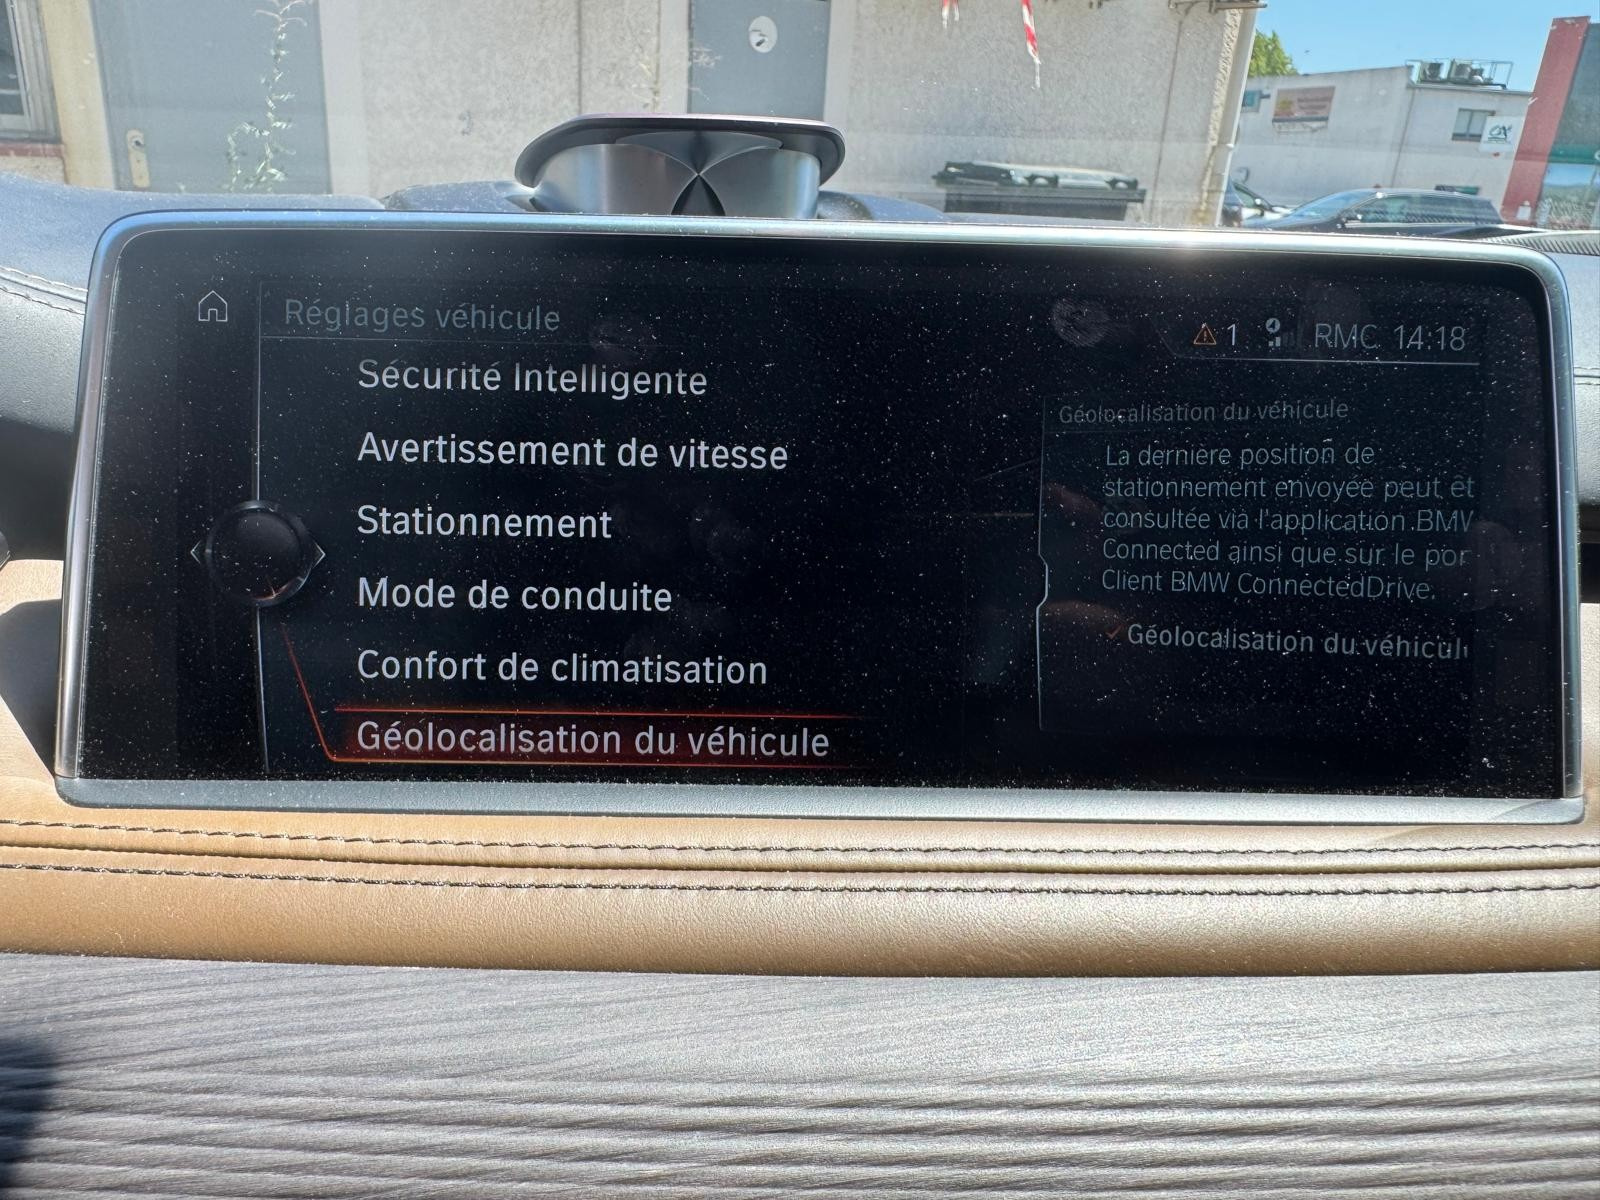 Réglages véhicule
1 RMC 14:18
Sécurité Intelligente
Avertissement de vitesse
Stationnement
Mode de conduite
Confort de climatisation
Géolocalisation du véhicule
Géolocalisation du véhicule
La dernière position de
stationnement envoyée peut êt
consultée via l'application BMW
Connected ainsi que sur le por
Client BMW ConnectedDrive.
Géolocalisation du véhicul